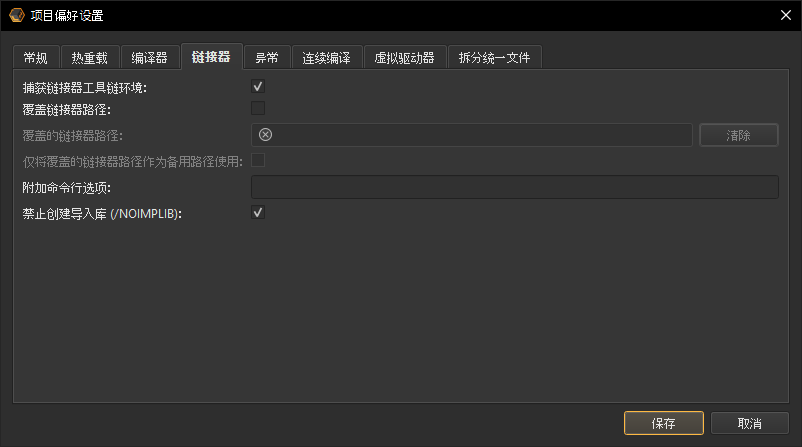 项目偏好设置
常规 热重载 编译器 链接器 异常 连续编译 虚拟驱动器 拆分统一文件
捕获链接器工具链环境:
覆盖链接器路径:
覆盖的链接器路径: 清除
仅将覆盖的链接器路径作为备用路径使用:
附加命令行选项:
禁止创建导入库 (/NOIMPLIB):
保存 取消